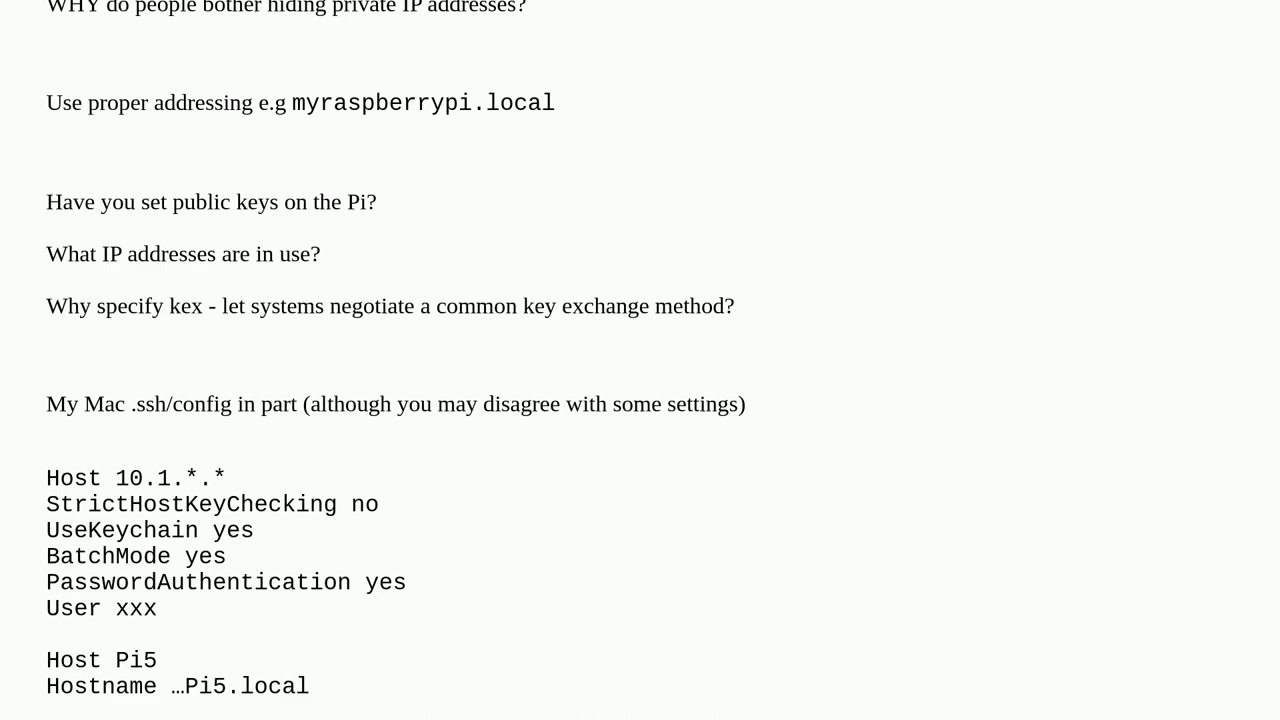 WHY do people bother hiding private IP addresses?
Use proper addressing e.g myraspberrypi.local
Have you set public keys on the Pi?
What IP addresses are in use?
Why specify kex - let systems negotiate a common key exchange method?
My Mac .ssh/config in part (although you may disagree with some settings)
Host 10.1.*.*
StrictHostKeyChecking no
UseKeychain yes
BatchMode yes
PasswordAuthentication yes
User xxx
Host Pi5
Hostname …Pi5.local